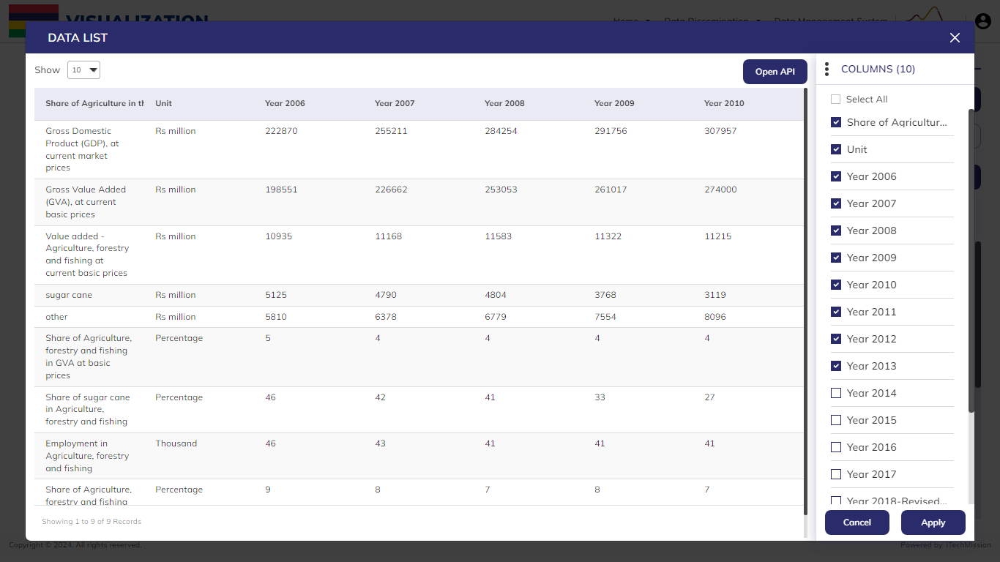 VISUALIZATION
Home Data Dissemination Data Management System
DATA LIST
Show 10
Open API
Share of Agriculture in th Unit Year 2006 Year 2007 Year 2008 Year 2009 Year 2010
Gross Domestic Rs million 222870 255211 284254 291756 307957
Product (GDP), at
current market
prices
Gross Value Added Rs million 198551 226662 253053 261017 274000
(GVA), at current
basic prices
Value added - Rs million 10935 11168 11583 11322 11215
Agriculture, forestry
and fishing at
current basic prices
sugar cane Rs million 5125 4790 4804 3768 3119
other Rs million 5810 6378 6779 7554 8096
Share of Agriculture, Percentage 5 4 4 4 4
forestry and fishing
in GVA at basic
prices
Share of sugar cane Percentage 46 42 41 33 27
in Agriculture,
forestry and fishing
Employment in Thousand 46 43 41 41 41
Agriculture, forestry
and fishing
Share of Agriculture, Percentage 9 8 7 8 7
forestry and fishing
Showing 1 to 9 of 9 Records
COLUMNS (10)
Select All
Share of Agricultur...
Unit
Year 2006
Year 2007
Year 2008
Year 2009
Year 2010
Year 2011
Year 2012
Year 2013
Year 2014
Year 2015
Year 2016
Year 2017
Year 2018-Revised...
Cancel Apply
Copyright © 2024. All rights reserved.
Powered by iTechMission